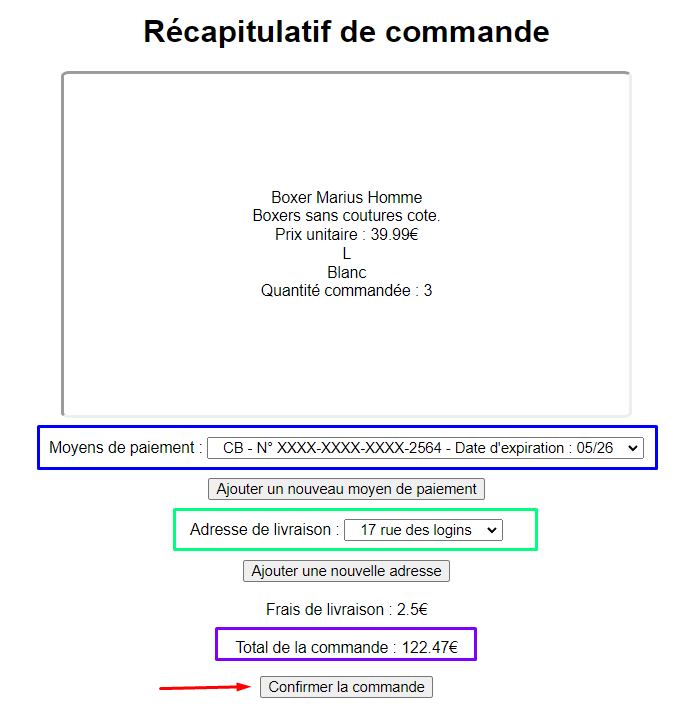 Récapitulatif de commande
Boxer Marius Homme
Boxers sans coutures cote.
Prix unitaire : 39.99€
L
Blanc
Quantité commandée : 3
Moyens de paiement : CB - N° XXXX-XXXX-XXXX-2564 - Date d'expiration : 05/26
Ajouter un nouveau moyen de paiement
Adresse de livraison : 17 rue des logins
Ajouter une nouvelle adresse
Frais de livraison : 2.5€
Total de la commande : 122.47€
Confirmer la commande